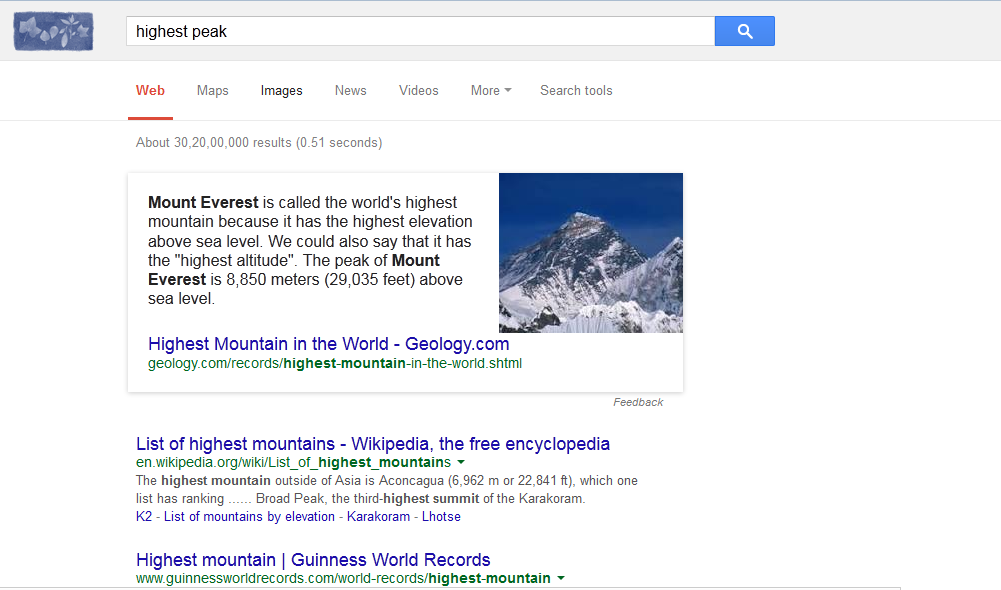 highest peak
Web Maps Images News Videos More Search tools
About 30,20,00,000 results (0.51 seconds)
Mount Everest is called the world's highest
mountain because it has the highest elevation
above sea level. We could also say that it has
the "highest altitude". The peak of Mount
Everest is 8,850 meters (29,035 feet) above
sea level.
Highest Mountain in the World - Geology.com
geology.com/records/highest-mountain-in-the-world.shtml
Feedback
List of highest mountains - Wikipedia, the free encyclopedia
en.wikipedia.org/wiki/List_of_highest_mountains
The highest mountain outside of Asia is Aconcagua (6,962 m or 22,841 ft), which one
list has ranking ...... Broad Peak, the third-highest summit of the Karakoram.
K2 - List of mountains by elevation - Karakoram - Lhotse
Highest mountain | Guinness World Records
www.guinnessworldrecords.com/world-records/highest-mountain